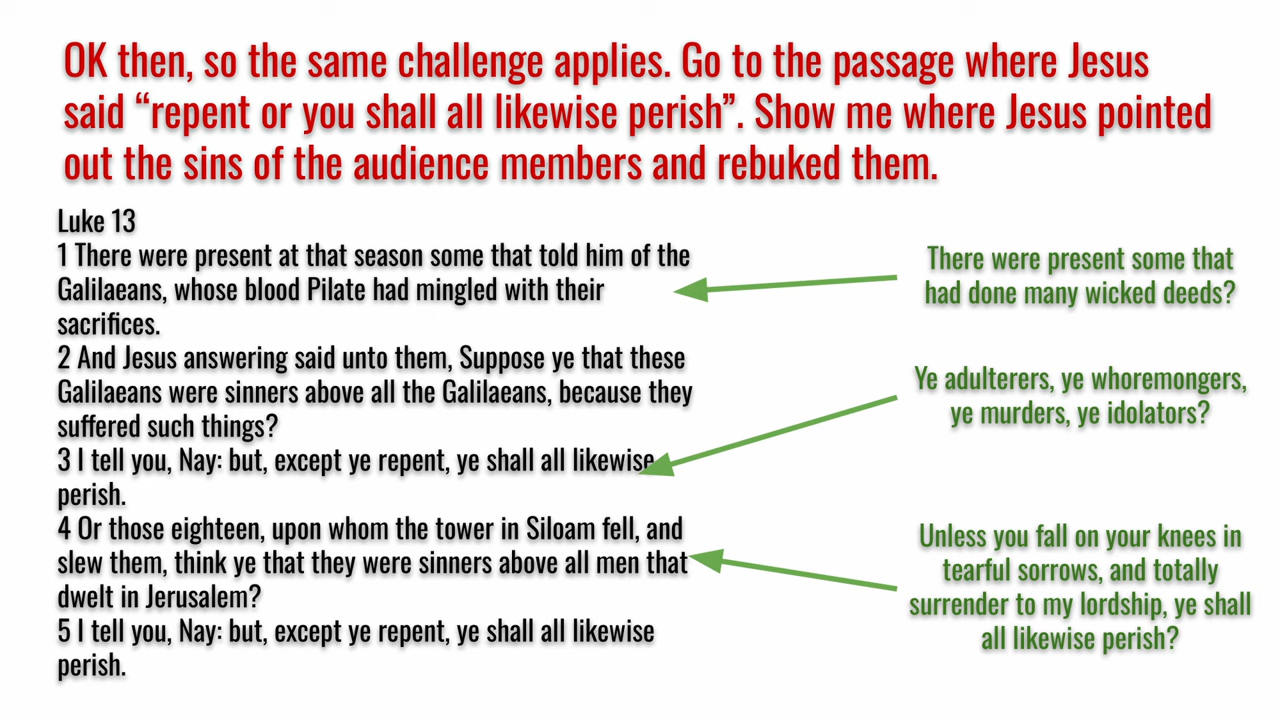 OK then, so the same challenge applies. Go to the passage where Jesus
said “repent or you shall all likewise perish”. Show me where Jesus pointed
out the sins of the audience members and rebuked them.
Luke 13
1 There were present at that season some that told him of the
Galilaeans, whose blood Pilate had mingled with their
sacrifices.
2 And Jesus answering said unto them, Suppose ye that these
Galilaeans were sinners above all the Galilaeans, because they
suffered such things?
3 I tell you, Nay: but, except ye repent, ye shall all likewise
perish.
4 Or those eighteen, upon whom the tower in Siloam fell, and
slew them, think ye that they were sinners above all men that
dwelt in Jerusalem?
5 I tell you, Nay: but, except ye repent, ye shall all likewise
perish.
There were present some that
had done many wicked deeds?
Ye adulterers, ye whoremongers,
ye murders, ye idolators?
Unless you fall on your knees in
tearful sorrows, and totally
surrender to my lordship, ye shall
all likewise perish?